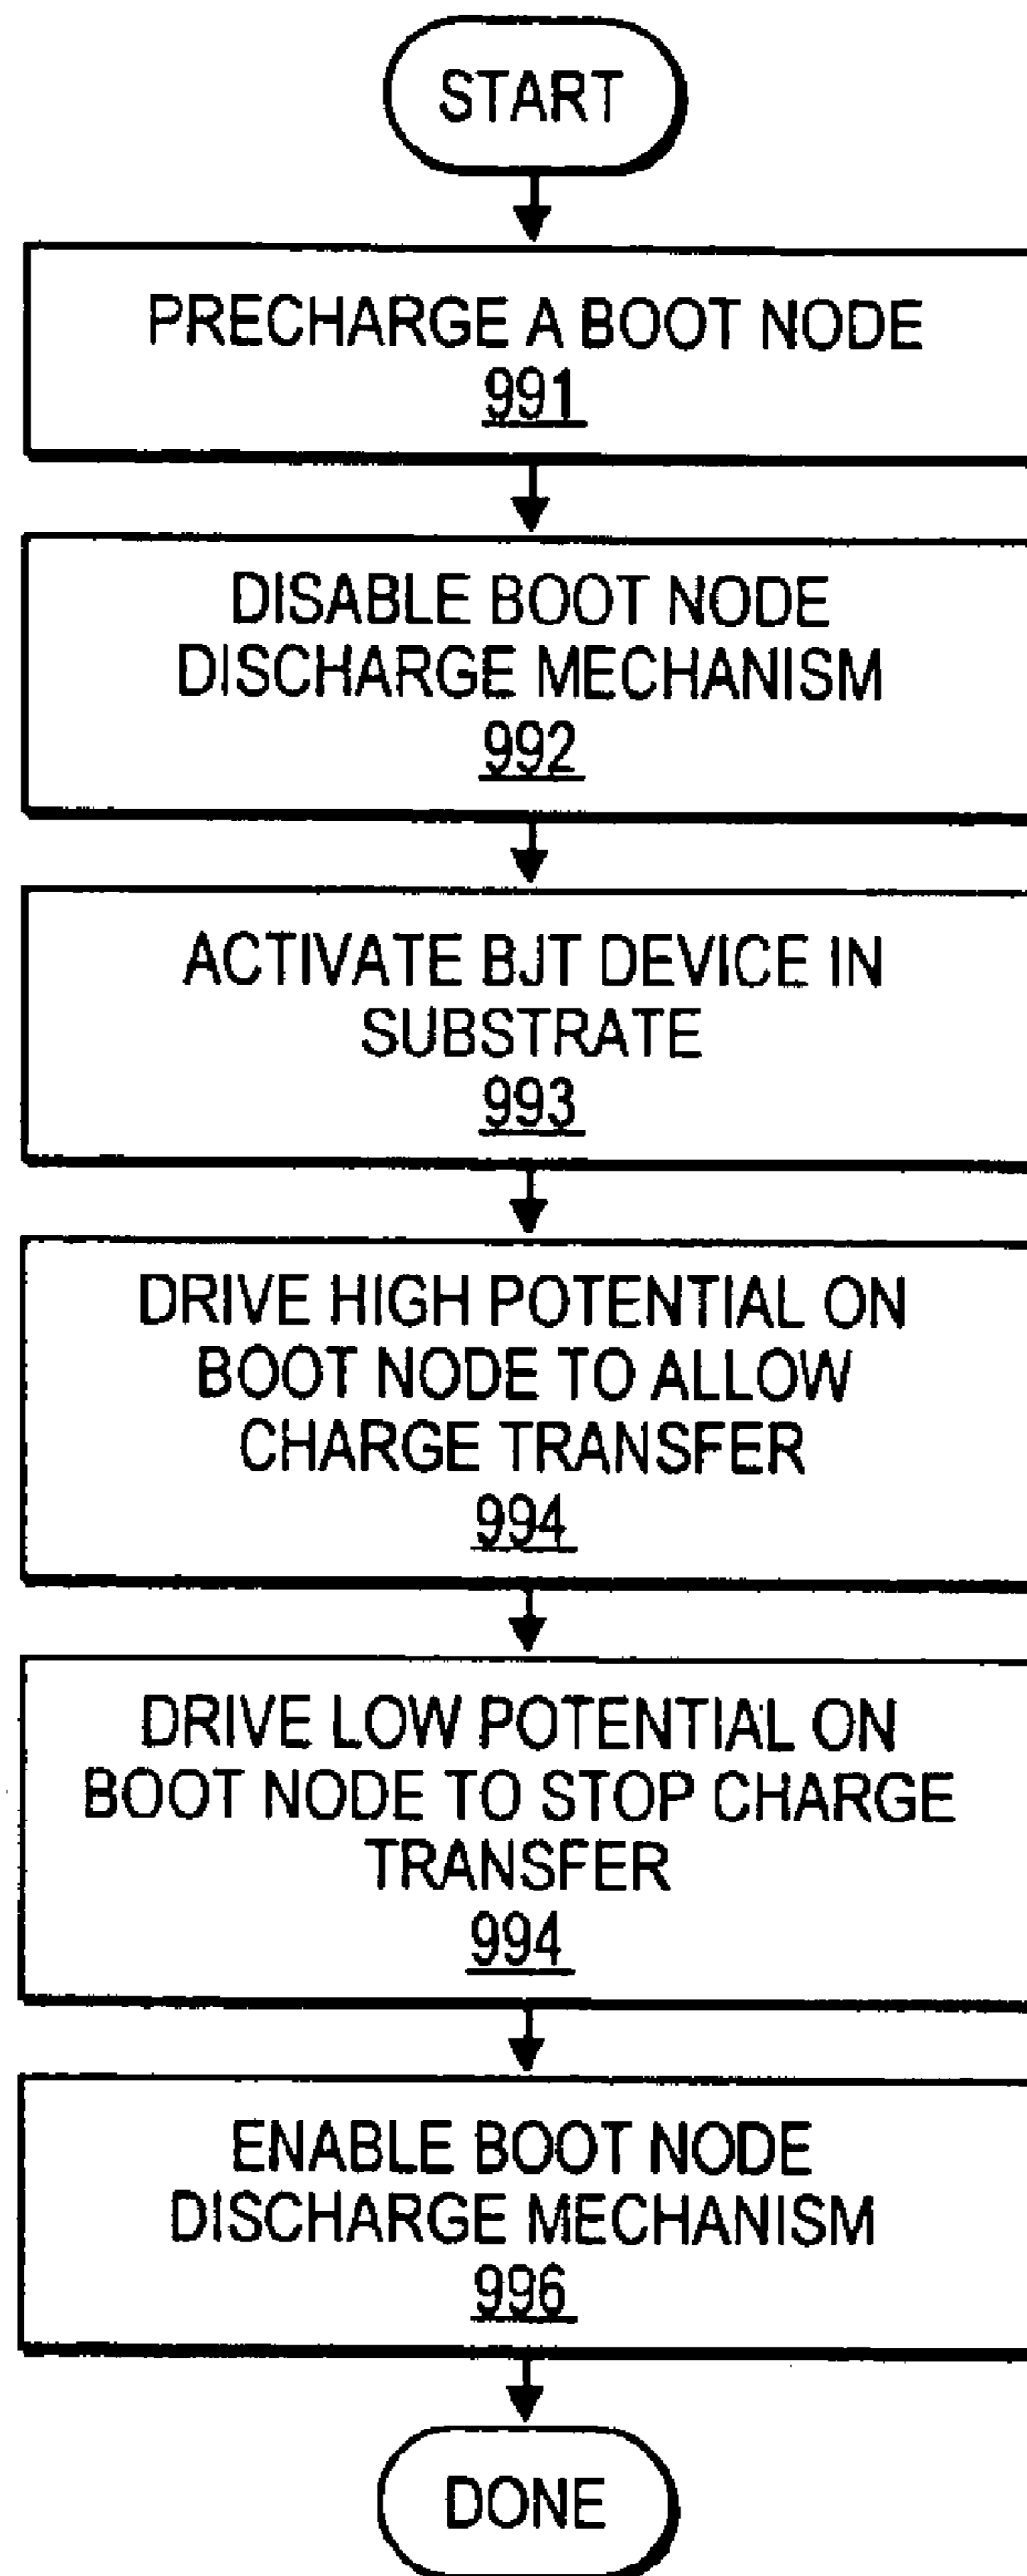 START
PRECHARGE A BOOT NODE
991
DISABLE BOOT NODE
DISCHARGE MECHANISM
992
ACTIVATE BJT DEVICE IN
SUBSTRATE
993
DRIVE HIGH POTENTIAL ON
BOOT NODE TO ALLOW
CHARGE TRANSFER
994
DRIVE LOW POTENTIAL ON
BOOT NODE TO STOP CHARGE
TRANSFER
994
ENABLE BOOT NODE
DISCHARGE MECHANISM
996
DONE